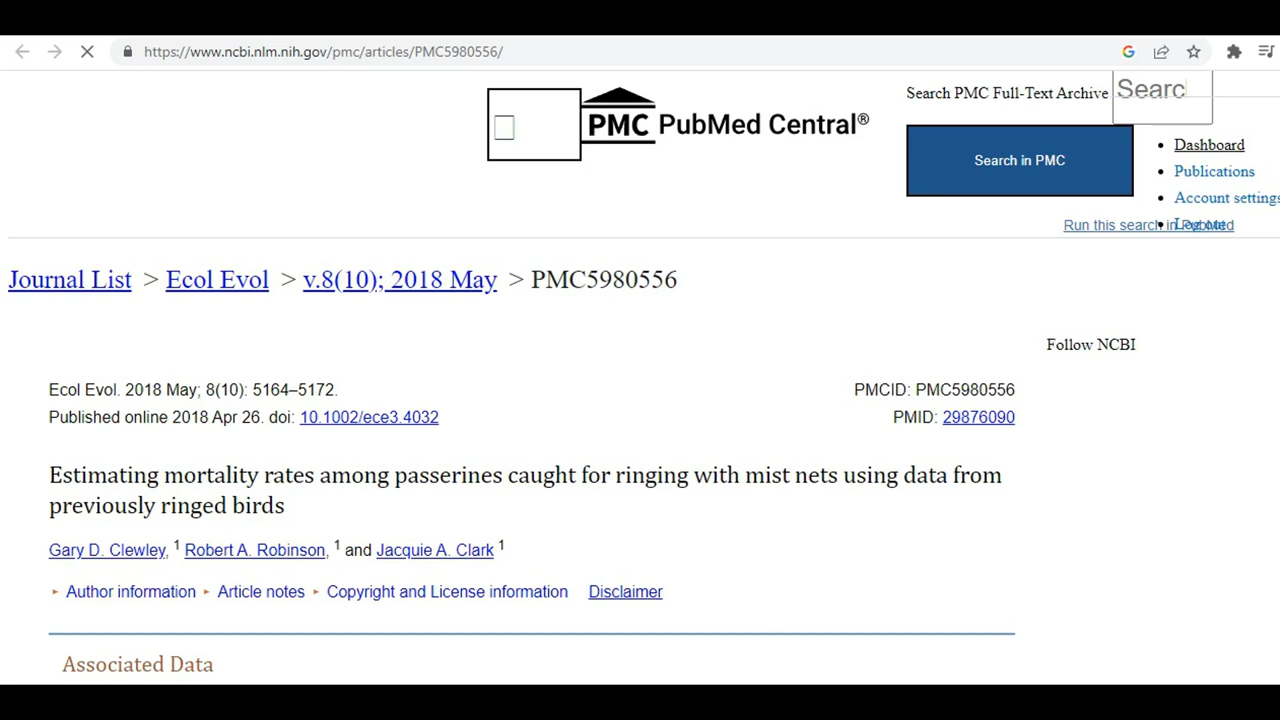 https://www.ncbi.nlm.nih.gov/pmc/articles/PMC5980556/
PMC PubMed Central®
Search PMC Full-Text Archive
Searc
Search in PMC
Dashboard
Publications
Account settings
Run this search in PubMed
Journal List > Ecol Evol > v.8(10); 2018 May > PMC5980556
Follow NCBI
Ecol Evol. 2018 May; 8(10): 5164–5172.
PMCID: PMC5980556
Published online 2018 Apr 26. doi: 10.1002/ece3.4032
PMID: 29876090
Estimating mortality rates among passerines caught for ringing with mist nets using data from
previously ringed birds
Gary D. Clewley, 1 Robert A. Robinson, 1 and Jacquie A. Clark 1
▸ Author information ▸ Article notes ▸ Copyright and License information Disclaimer
Associated Data